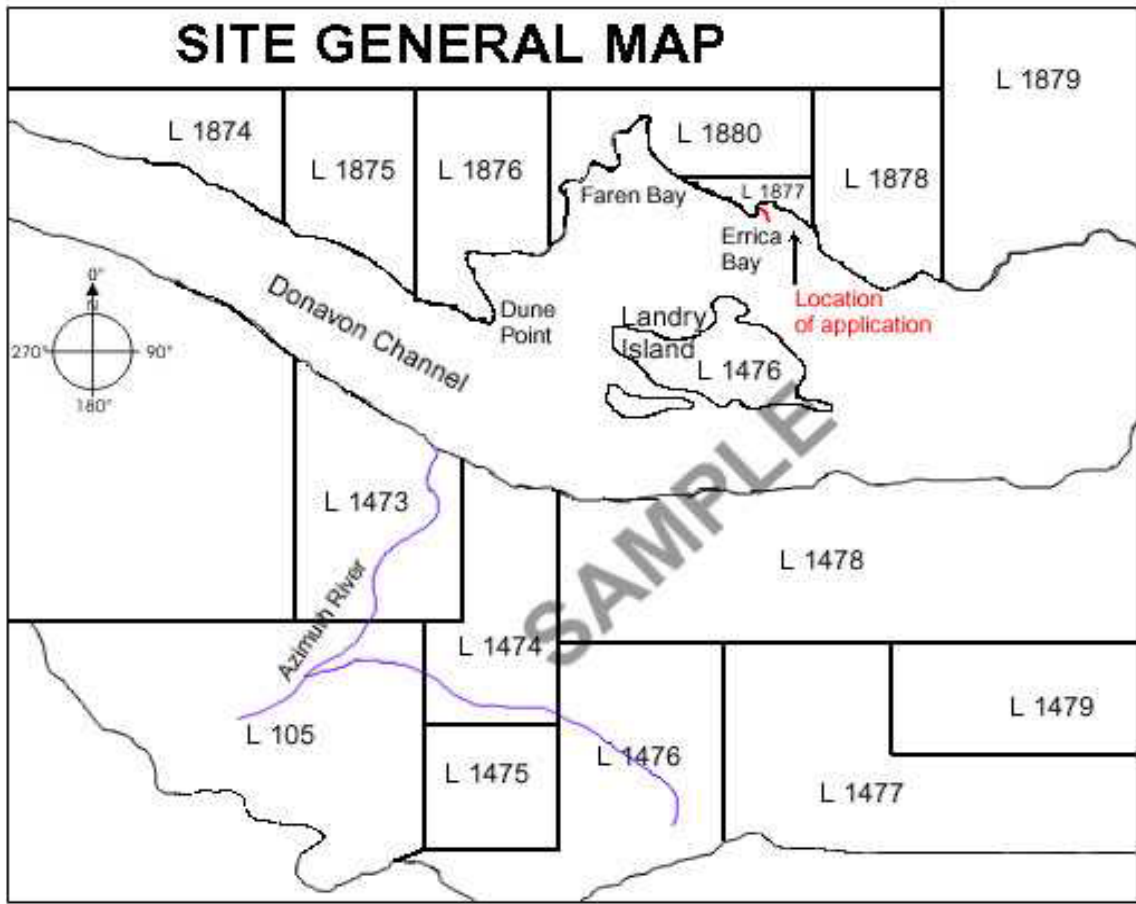 SITE GENERAL MAP
L 1879
L 1874
L 1875
L 1876
L 1880
L 1877
L 1878
Faren Bay
Errica
Bay
Location
of application
Donavon Channel
Dune
Point
Landry
Island
L 1476
0°
N
270°
90°
180°
SAMPLE
L 1473
L 1478
Azimuth River
L 1474
L 105
L 1475
L 1476
L 1479
L 1477